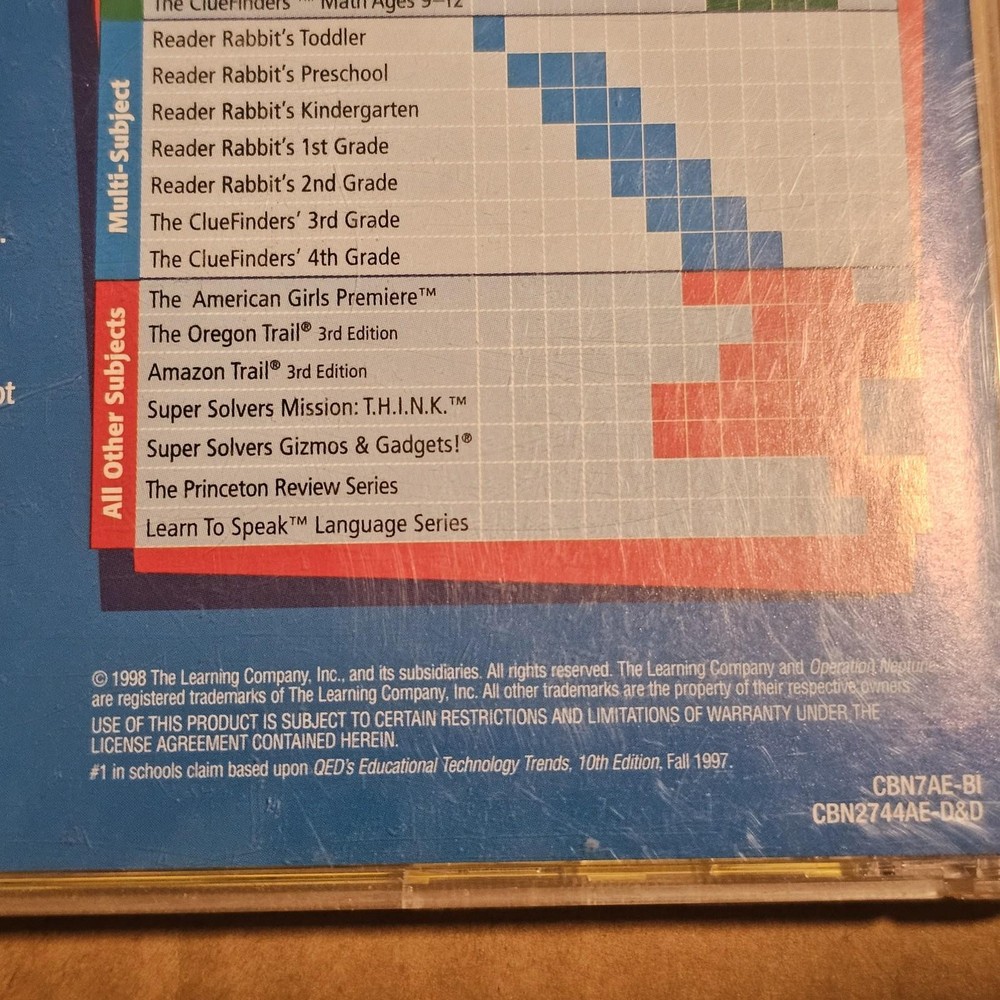 The ClueFinders™ Math Ages 9–12
Multi-Subject
Reader Rabbit's Toddler
Reader Rabbit's Preschool
Reader Rabbit's Kindergarten
Reader Rabbit's 1st Grade
Reader Rabbit's 2nd Grade
The ClueFinders' 3rd Grade
The ClueFinders' 4th Grade
All Other Subjects
The American Girls Premiere™
The Oregon Trail® 3rd Edition
Amazon Trail® 3rd Edition
Super Solvers Mission: T.H.I.N.K.™
Super Solvers Gizmos & Gadgets!®
The Princeton Review Series
Learn To Speak™ Language Series
© 1998 The Learning Company, Inc., and its subsidiaries. All rights reserved. The Learning Company and Operation Neptune
are registered trademarks of The Learning Company, Inc. All other trademarks are the property of their respective owners
USE OF THIS PRODUCT IS SUBJECT TO CERTAIN RESTRICTIONS AND LIMITATIONS OF WARRANTY UNDER THE
LICENSE AGREEMENT CONTAINED HEREIN.
#1 in schools claim based upon QED's Educational Technology Trends, 10th Edition, Fall 1997.
CBN7AE-BI
CBN2744AE-D&D